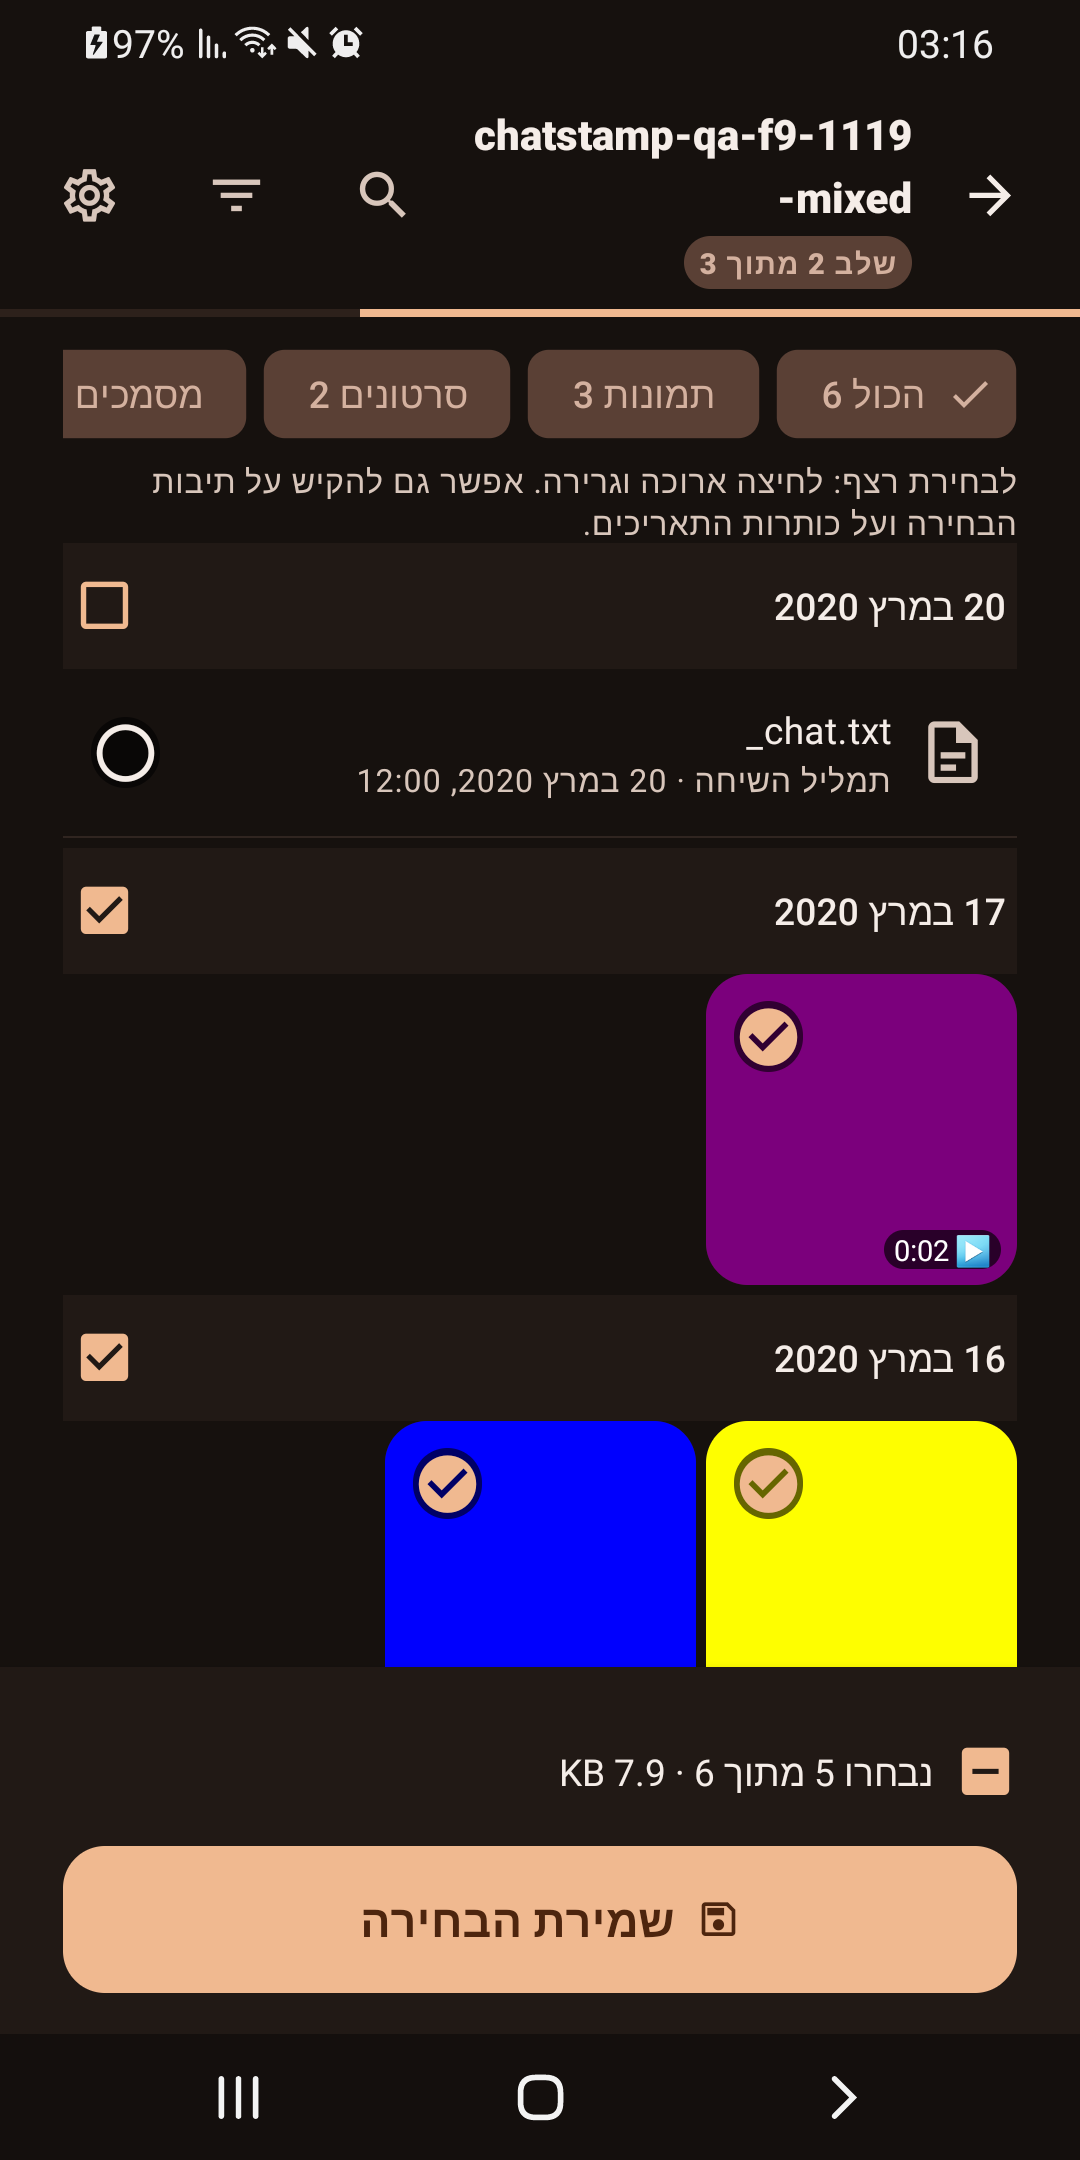 97%
03:16
chatstamp-qa-f9-1119
-mixed
שלב 2 מתוך 3
הכול 6
תמונות 3
סרטונים 2
מסמכים
לבחירת רצף: לחיצה ארוכה וגרירה. אפשר גם להקיש על תיבות
הבחירה ועל כותרות התאריכים.
20 במרץ 2020
_chat.txt
תמליל השיחה · 20 במרץ 2020, 12:00
17 במרץ 2020
0:02
16 במרץ 2020
נבחרו 5 מתוך 6 · 7.9 KB
שמירת הבחירה